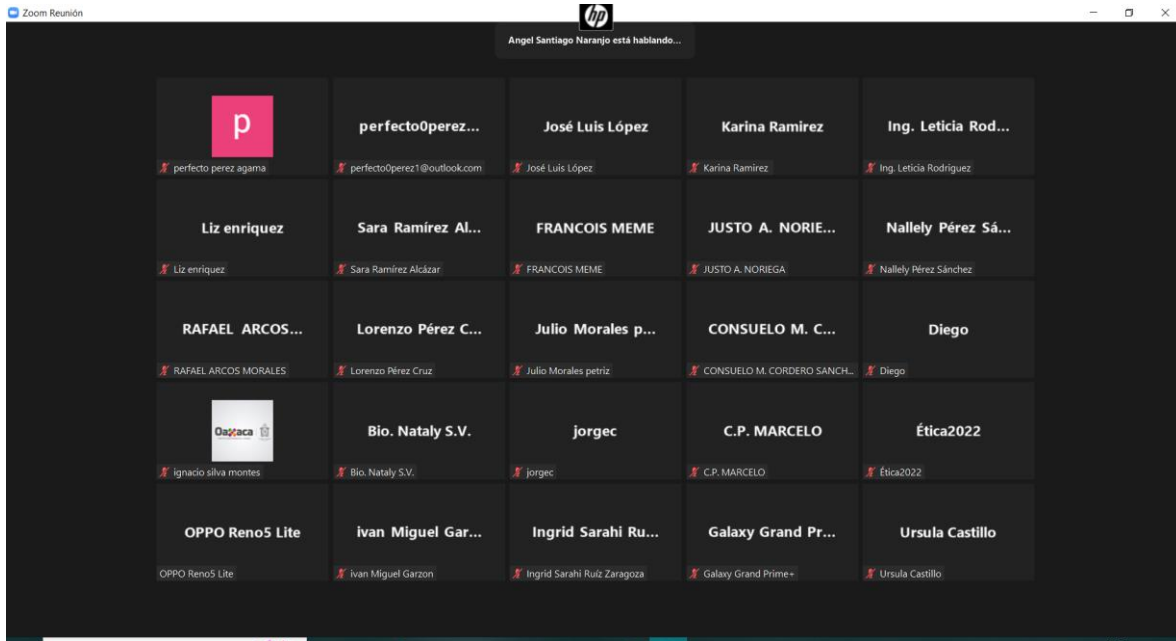 Zoom Reunión
hp
Angel Santiago Naranjo está hablando...
p
perfecto0perez...
José Luis López
Karina Ramirez
Ing. Leticia Rod...
perfecto perez agama
perfecto0perez1@outlook.com
José Luis López
Karina Ramirez
Ing. Leticia Rodriguez
Liz enriquez
Sara Ramírez Al...
FRANCOIS MEME
JUSTO A. NORIE...
Nallely Pérez Sá...
Liz enriquez
Sara Ramírez Alcázar
FRANCOIS MEME
JUSTO A. NORIEGA
Nallely Pérez Sánchez
RAFAEL ARCOS...
Lorenzo Pérez C...
Julio Morales p...
CONSUELO M. C...
Diego
RAFAEL ARCOS MORALES
Lorenzo Pérez Cruz
Julio Morales petriz
CONSUELO M. CORDERO SANCH...
Diego
Oaxaca
Bio. Nataly S.V.
jorgec
C.P. MARCELO
Ética2022
ignacio silva montes
Bio. Nataly S.V.
jorgec
C.P. MARCELO
Ética2022
OPPO Reno5 Lite
ivan Miguel Gar...
Ingrid Sarahi Ru...
Galaxy Grand Pr...
Ursula Castillo
OPPO Reno5 Lite
ivan Miguel Garzon
Ingrid Sarahi Ruíz Zaragoza
Galaxy Grand Prime+
Ursula Castillo